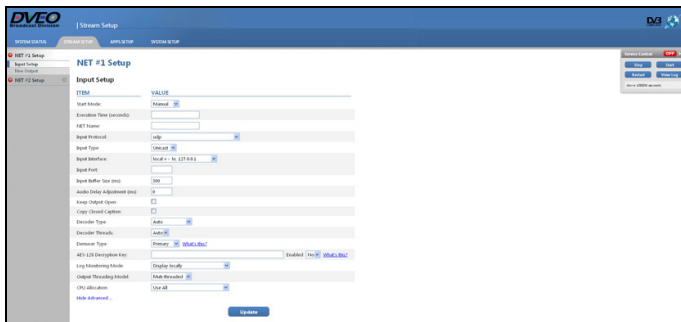 DVEO
Broadcast Division
| Stream Setup
DVB
SYSTEM STATUS STREAM SETUP APPS SETUP SYSTEM SETUP
NET #1 Setup
Input Setup
New Output
NET #2 Setup
Service Control OFF
Stop Start
Restart View Log
NET #1 Setup
Input Setup
ITEM VALUE
Start Mode: Manual
Execution Time (seconds):
NET Name:
Input Protocol: udp
Input Type: Unicast
Input Interface: local
Input Port:
Input Buffer Size (ms): 500
Audio Delay Adjustment (ms): 0
Keep Output Open:
Copy Closed Caption:
Decoder Type: Auto
Decoder Threads: Auto
Demuxer Type: Primary What's this?
AES-128 Decryption Key: Enabled No What's this?
Log Monitoring Mode: Display locally
Output Threading Model: Multi-threaded
CPU Allocation: Use All
Hide Advanced...
Update